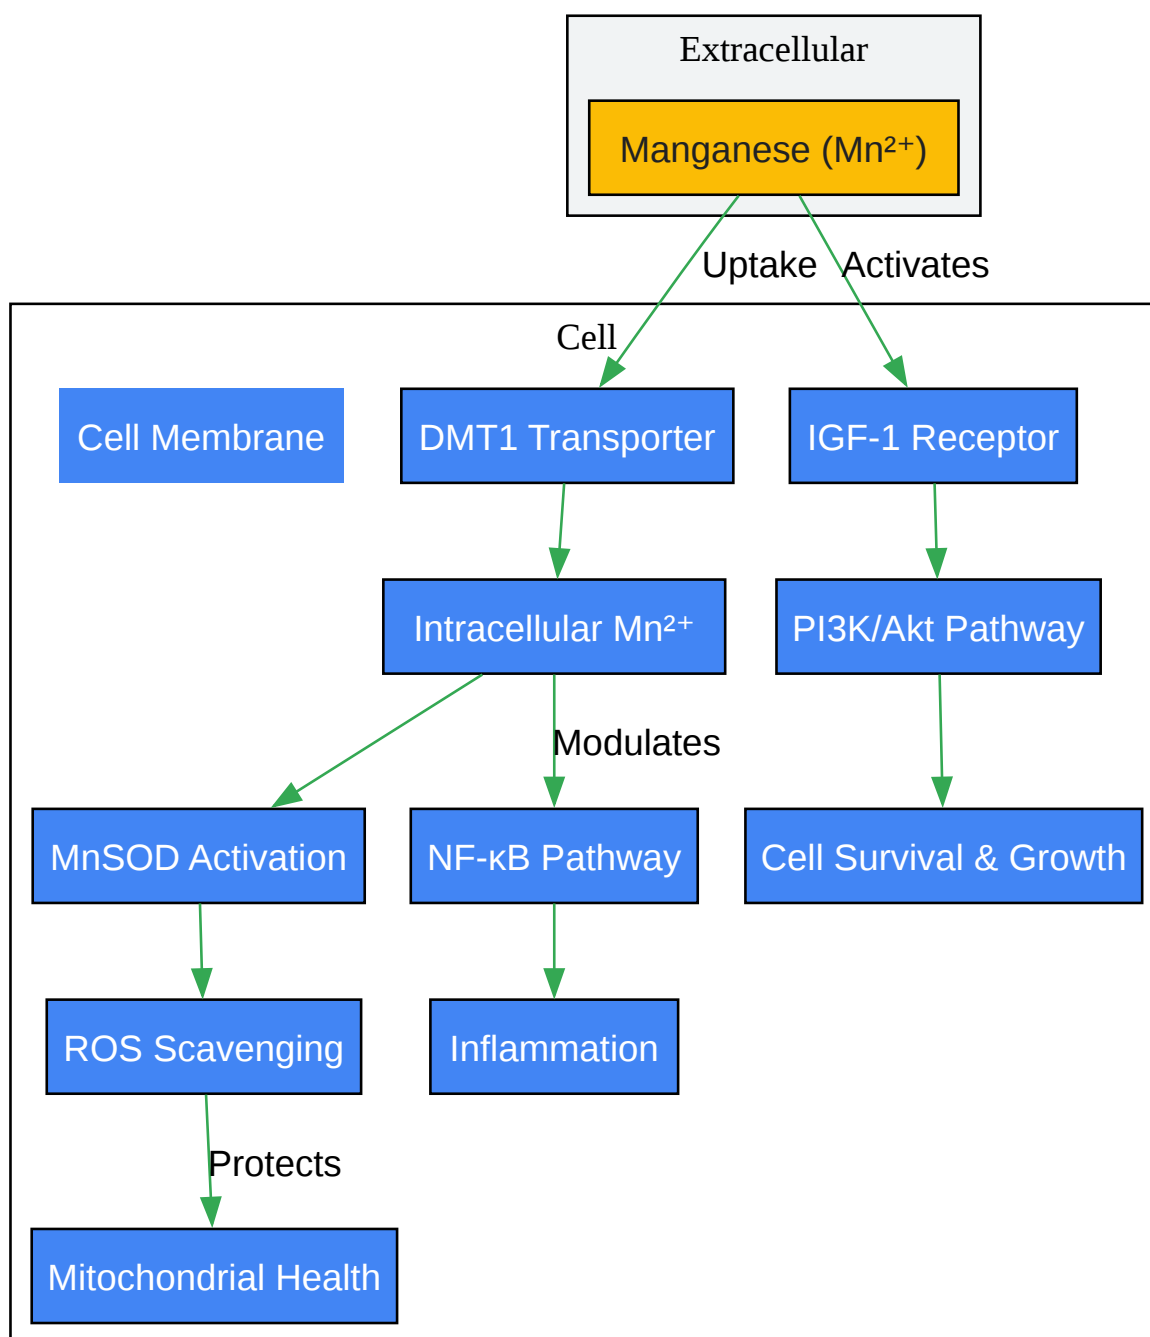 Extracellular
Manganese (Mn²⁺)
Uptake
Activates
Cell
Cell Membrane
DMT1 Transporter
IGF-1 Receptor
Intracellular Mn²⁺
PI3K/Akt Pathway
Modulates
MnSOD Activation
NF-κB Pathway
Cell Survival & Growth
ROS Scavenging
Inflammation
Protects
Mitochondrial Health